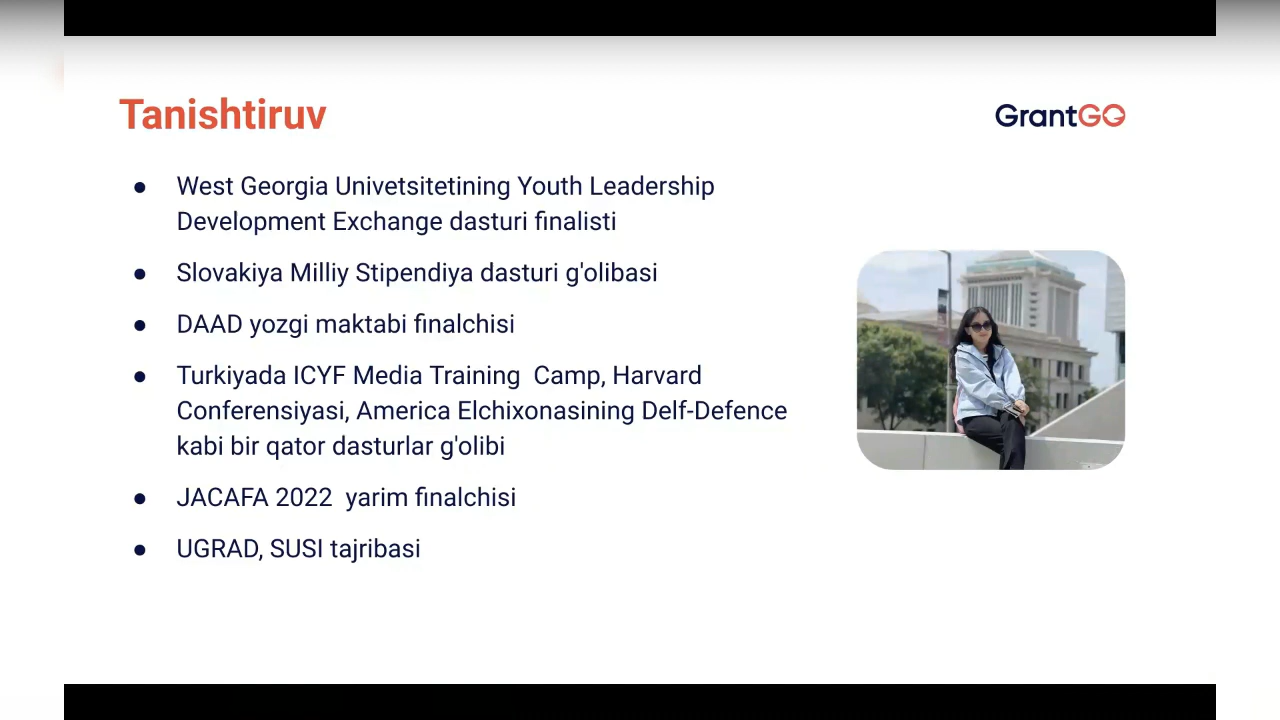 Tanishtiruv
GrantGO
● West Georgia Univetsitetining Youth Leadership
Development Exchange dasturi finalisti
● Slovakiya Milliy Stipendiya dasturi g'olibasi
● DAAD yozgi maktabi finalchisi
● Turkiyada ICYF Media Training  Camp, Harvard
Conferensiyasi, America Elchixonasining Delf-Defence
kabi bir qator dasturlar g'olibi
● JACAFA 2022  yarim finalchisi
● UGRAD, SUSI tajribasi